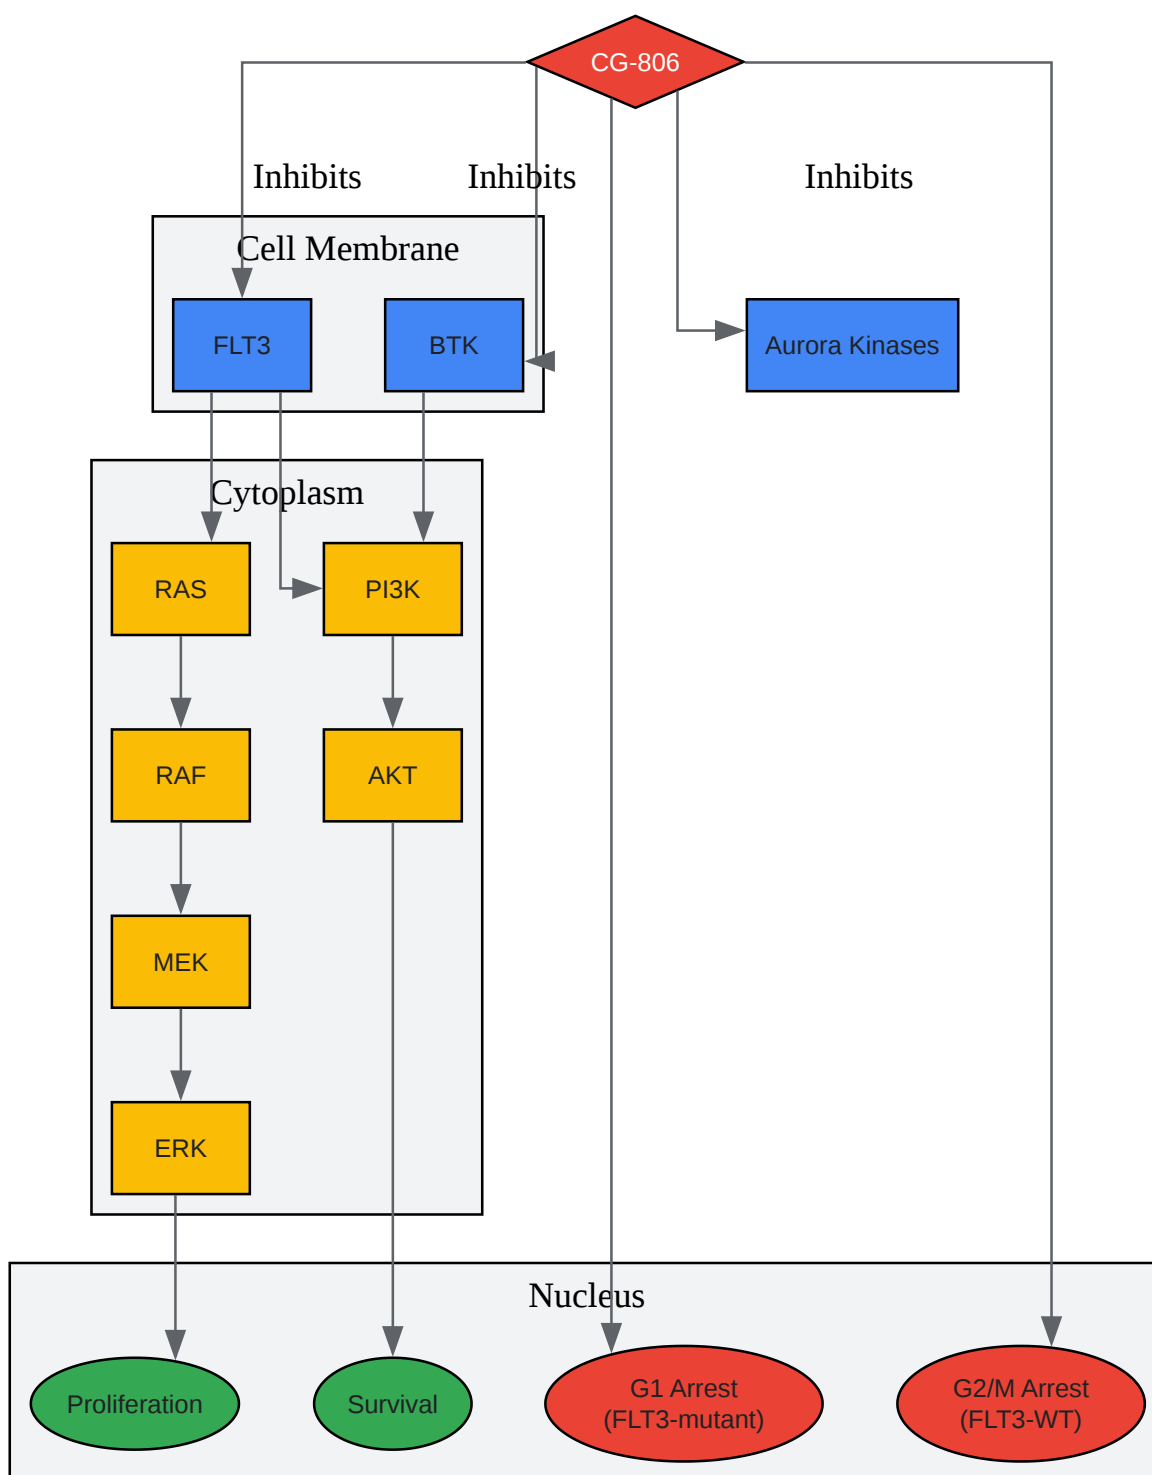 CG-806
Inhibits
Inhibits
Inhibits
Cell Membrane
FLT3
BTK
Aurora Kinases
Cytoplasm
RAS
PI3K
RAF
AKT
MEK
ERK
Nucleus
Proliferation
Survival
G1 Arrest
(FLT3-mutant)
G2/M Arrest
(FLT3-WT)